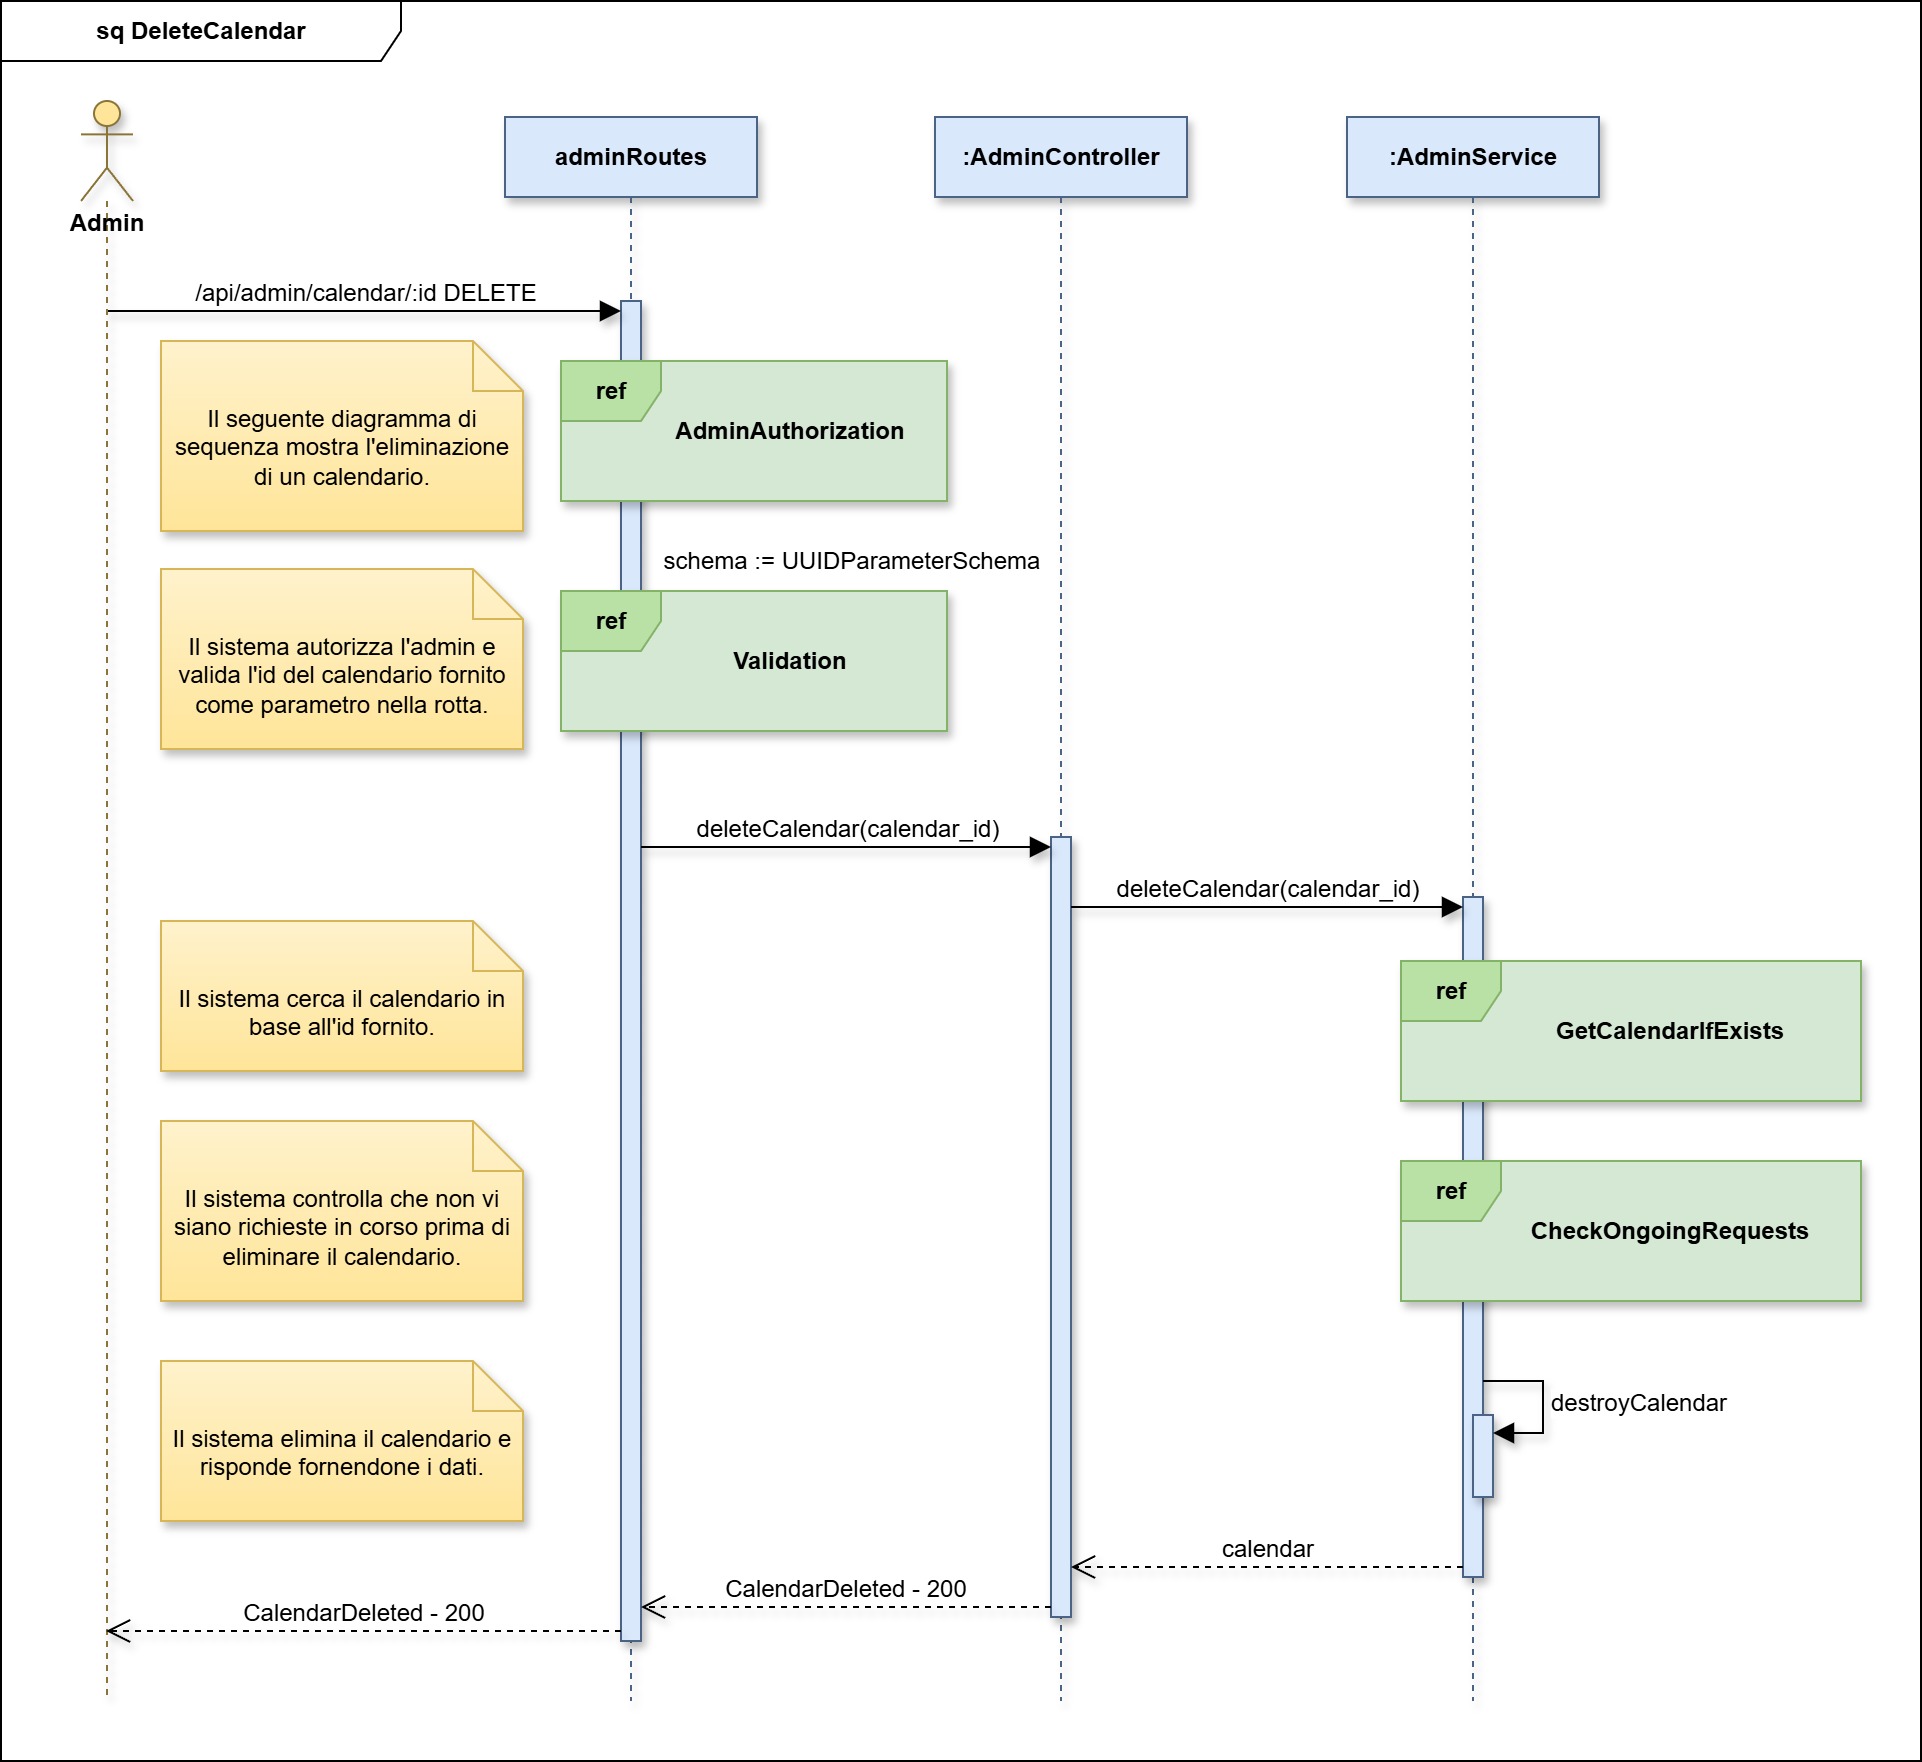 sq DeleteCalendar
Admin
adminRoutes
:AdminController
:AdminService
/api/admin/calendar/:id DELETE
Il seguente diagramma di
sequenza mostra l'eliminazione
di un calendario.
ref
AdminAuthorization
schema := UUIDParameterSchema
Il sistema autorizza l'admin e
valida l'id del calendario fornito
come parametro nella rotta.
ref
Validation
deleteCalendar(calendar_id)
deleteCalendar(calendar_id)
Il sistema cerca il calendario in
base all'id fornito.
ref
GetCalendarIfExists
Il sistema controlla che non vi
siano richieste in corso prima di
eliminare il calendario.
ref
CheckOngoingRequests
destroyCalendar
Il sistema elimina il calendario e
risponde fornendone i dati.
calendar
CalendarDeleted - 200
CalendarDeleted - 200